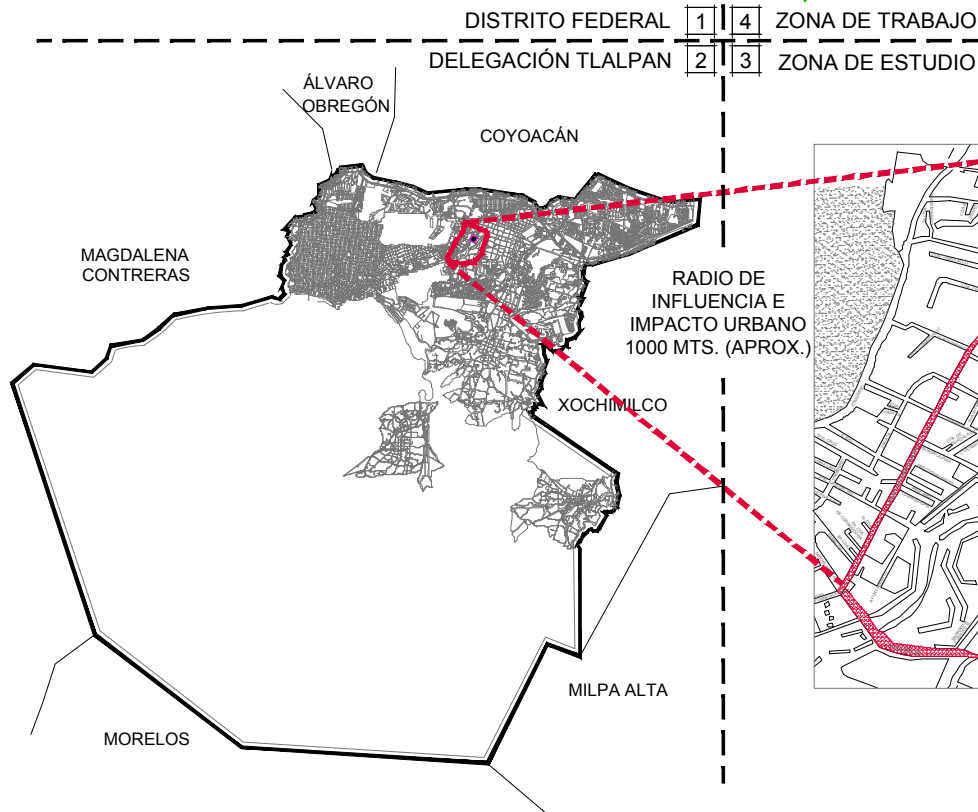 DISTRITO FEDERAL 1 4 ZONA DE TRABAJO
DELEGACIÓN TLALPAN 2 3 ZONA DE ESTUDIO
ÁLVARO
OBREGÓN
COYOACÁN
MAGDALENA
CONTRERAS
RADIO DE
INFLUENCIA E
IMPACTO URBANO
1000 MTS. (APROX.)
XOCHIMILCO
MILPA ALTA
MORELOS